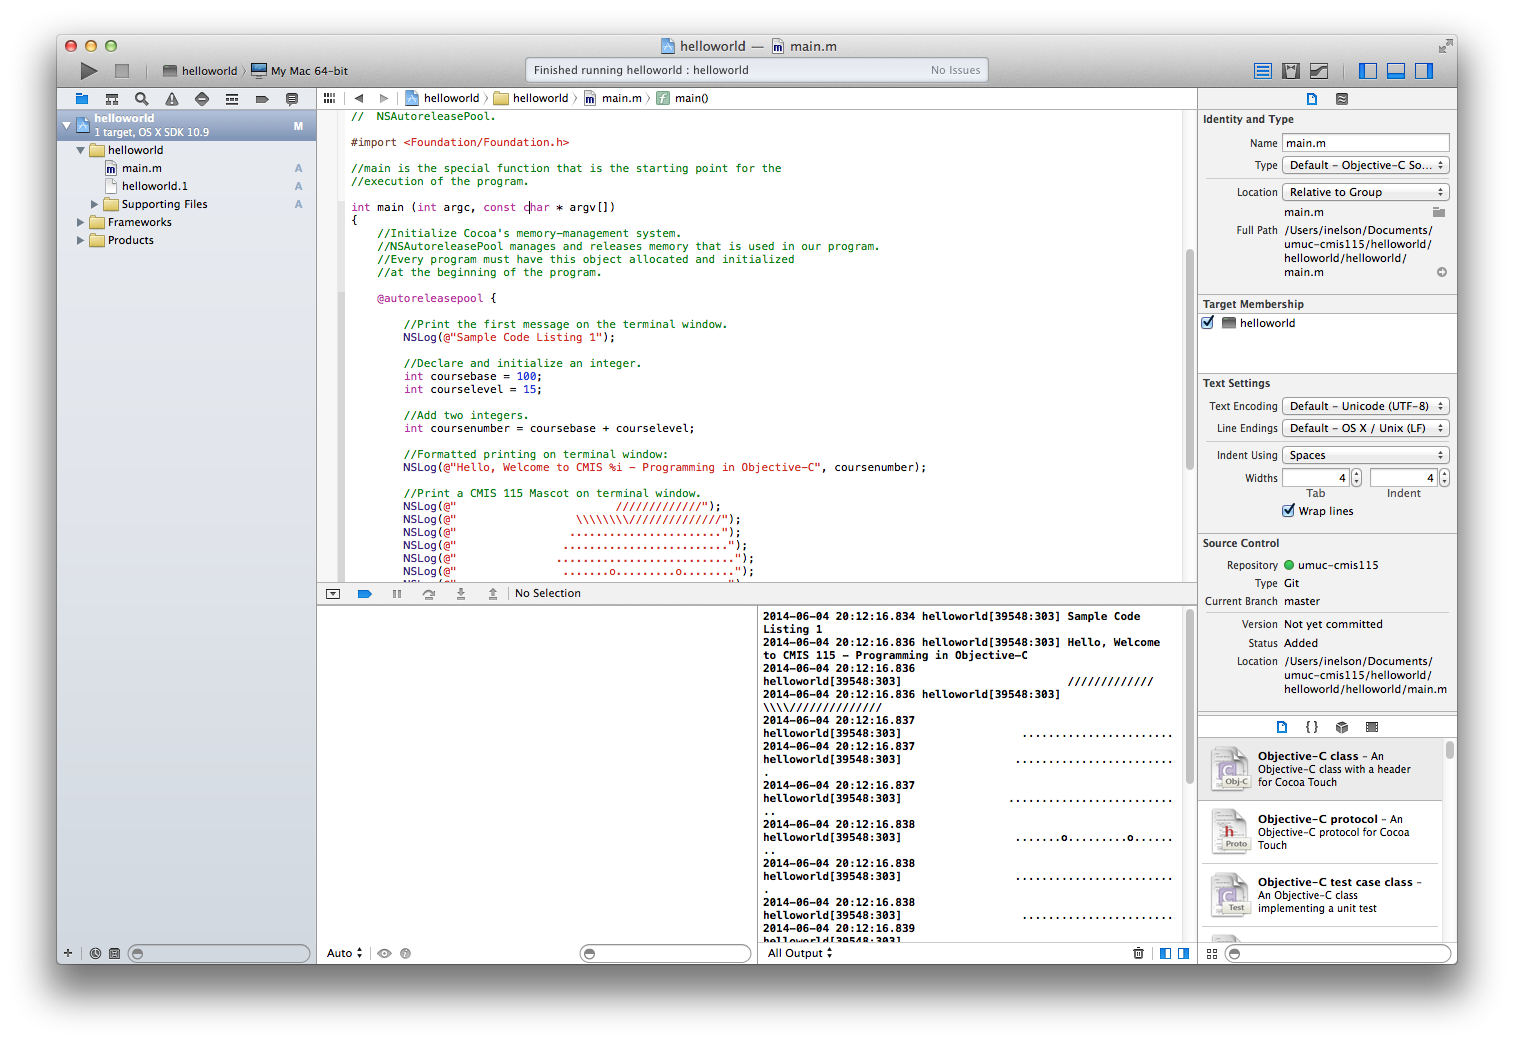 helloworld — main.m
helloworld My Mac 64-bit
Finished running helloworld : helloworld No Issues
helloworld
1 target, OS X SDK 10.9
M
helloworld
main.m A
helloworld.1 A
Supporting Files A
Frameworks
Products
helloworld helloworld main.m main()
//  NSAutoreleasePool.
#import <Foundation/Foundation.h>
//main is the special function that is the starting point for the
//execution of the program.
int main (int argc, const char * argv[])
{
//Initialize Cocoa's memory-management system.
//NSAutoreleasePool manages and releases memory that is used in our program.
//Every program must have this object allocated and initialized
//at the beginning of the program.
@autoreleasepool {
//Print the first message on the terminal window.
NSLog(@"Sample Code Listing 1");
//Declare and initialize an integer.
int coursebase = 100;
int courselevel = 15;
//Add two integers.
int coursenumber = coursebase + courselevel;
//Formatted printing on terminal window:
NSLog(@"Hello, Welcome to CMIS %i - Programming in Objective-C", coursenumber);
//Print a CMIS 115 Mascot on terminal window.
NSLog(@"                        /////////////");
NSLog(@"                  \\\\\\\\//////////////");
NSLog(@"                 .......................");
NSLog(@"                .........................");
NSLog(@"               ...........................");
NSLog(@"                .......o.........o........");
No Selection
2014-06-04 20:12:16.834 helloworld[39548:303] Sample Code
Listing 1
2014-06-04 20:12:16.836 helloworld[39548:303] Hello, Welcome
to CMIS 115 - Programming in Objective-C
2014-06-04 20:12:16.836
helloworld[39548:303]                         /////////////
2014-06-04 20:12:16.836 helloworld[39548:303]
\\\\//////////////
2014-06-04 20:12:16.837
helloworld[39548:303]                  .......................
2014-06-04 20:12:16.837
helloworld[39548:303]                 ........................
.
2014-06-04 20:12:16.837
helloworld[39548:303]                .........................
..
2014-06-04 20:12:16.838
helloworld[39548:303]                 .......o.........o......
..
2014-06-04 20:12:16.838
helloworld[39548:303]                 ........................
.
2014-06-04 20:12:16.838
helloworld[39548:303]                  .......................
2014-06-04 20:12:16.839
helloworld[39548:303]
Auto
All Output
Identity and Type
Name main.m
Type Default - Objective-C So...
Location Relative to Group
main.m
Full Path /Users/inelson/Documents/
umuc-cmis115/helloworld/
helloworld/helloworld/
main.m
Target Membership
helloworld
Text Settings
Text Encoding Default - Unicode (UTF-8)
Line Endings Default - OS X / Unix (LF)
Indent Using Spaces
Widths 4 4
Tab Indent
Wrap lines
Source Control
Repository umuc-cmis115
Type Git
Current Branch master
Version Not yet committed
Status Added
Location /Users/inelson/Documents/
umuc-cmis115/helloworld/
helloworld/helloworld/main.m
{ }
Obj-C
Objective-C class - An
Objective-C class with a header
for Cocoa Touch
h
Proto
Objective-C protocol - An
Objective-C protocol for Cocoa
Touch
Test
Objective-C test case class -
An Objective-C class
implementing a unit test